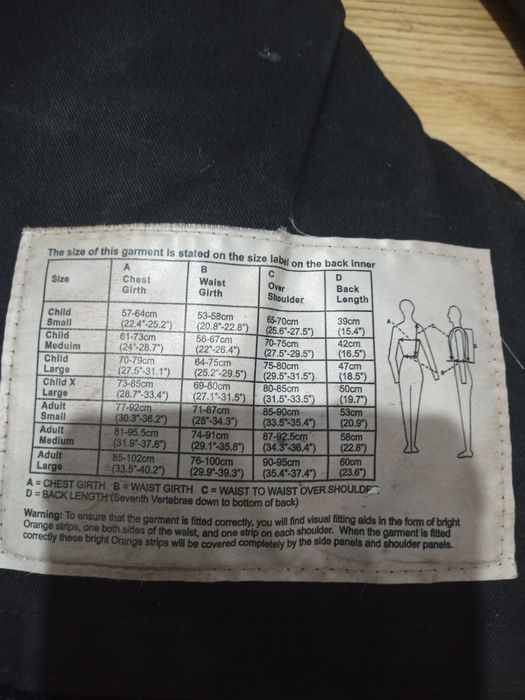 The size of this garment is stated on the size label on the back inner
Size A Chest Girth B Waist Girth C Over Shoulder D Back Length
Child Small 57-64cm (22.4"-25.2") 53-58cm (20.8"-22.8") 65-70cm (25.6"-27.5") 39cm (15.4")
Child Meduim 61-73cm (24"-28.7") 56-67cm (22"-26.4") 70-75cm (27.5"-29.5") 42cm (16.5")
Child Large 70-79cm (27.5"-31.1") 64-75cm (25.2"-29.5") 75-80cm (29.5"-31.5") 47cm (18.5")
Child X Large 73-85cm (28.7"-33.4") 69-80cm (27.1"-31.5") 80-85cm (31.5"-33.5") 50cm (19.7")
Adult Small 77-92cm (30.3"-36.2") 71-87cm (28"-34.3") 85-90cm (33.5"-35.4") 53cm (20.9")
Adult Medium 81-95.5cm (31.9"-37.6") 74-91cm (29.1"-35.8") 87-92.5cm (34.3"-36.4") 58cm (22.8")
Adult Large 85-102cm (33.5"-40.2") 76-100cm (29.9"-39.3") 90-95cm (35.4"-37.4") 60cm (23.6")
A = CHEST GIRTH B = WAIST GIRTH C = WAIST TO WAIST OVER SHOULDE
D = BACK LENGTH (Seventh Vertebrae down to bottom of back)
Warning: To ensure that the garment is fitted correctly, you will find visual fitting aids in the form of bright
Orange strips, one both sides of the waist, and one strip on each shoulder. When the garment is fitted
correctly these bright Orange strips will be covered completely by the side panels and shoulder panels.